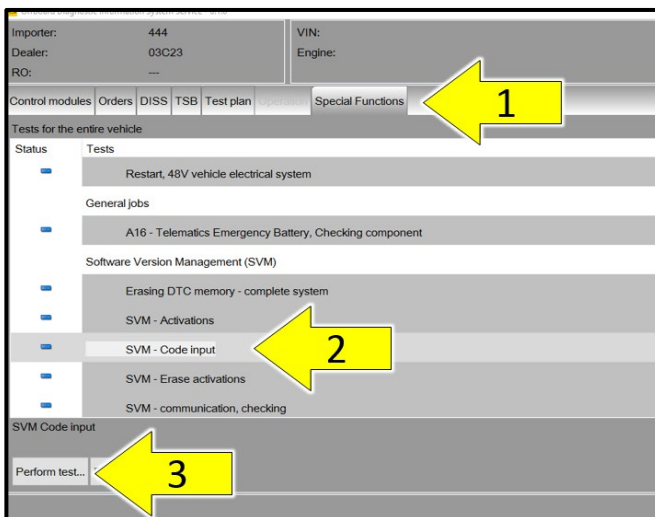 Importer: 444 VIN:
Dealer: 03C23 Engine:
RO: ---
Control modules Orders DISS TSB Test plan Operation Special Functions
1
Tests for the entire vehicle
Status Tests
Restart, 48V vehicle electrical system
General jobs
A16 - Telematics Emergency Battery, Checking component
Software Version Management (SVM)
Erasing DTC memory - complete system
SVM - Activations
SVM - Code input
2
SVM - Erase activations
SVM - communication, checking
SVM Code input
Perform test...
3